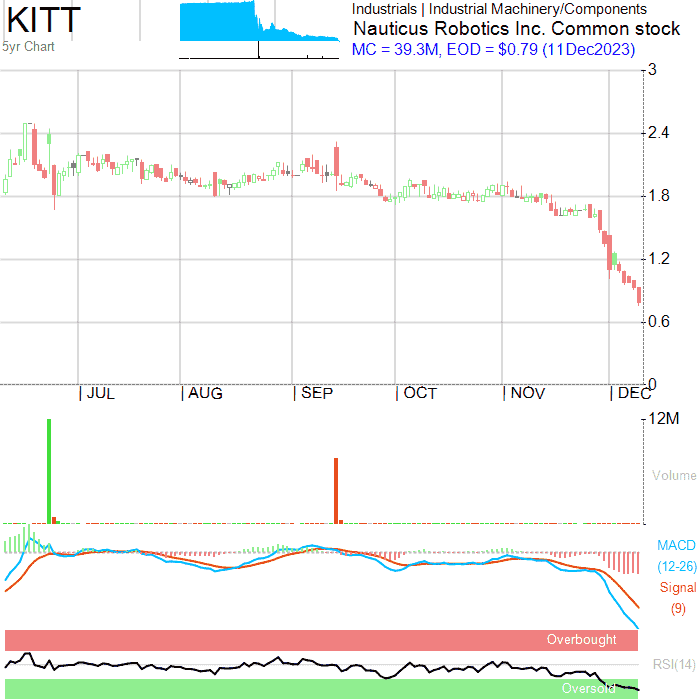 KITT
5yr Chart
Industrials | Industrial Machinery/Components
Nauticus Robotics Inc. Common stock
MC = 39.3M, EOD = $0.79 (11Dec2023)
3
2.4
1.8
1.2
0.6
0
JUL
AUG
SEP
OCT
NOV
DEC
12M
Volume
MACD
(12-26)
Signal
(9)
Overbought
RSI(14)
Oversold